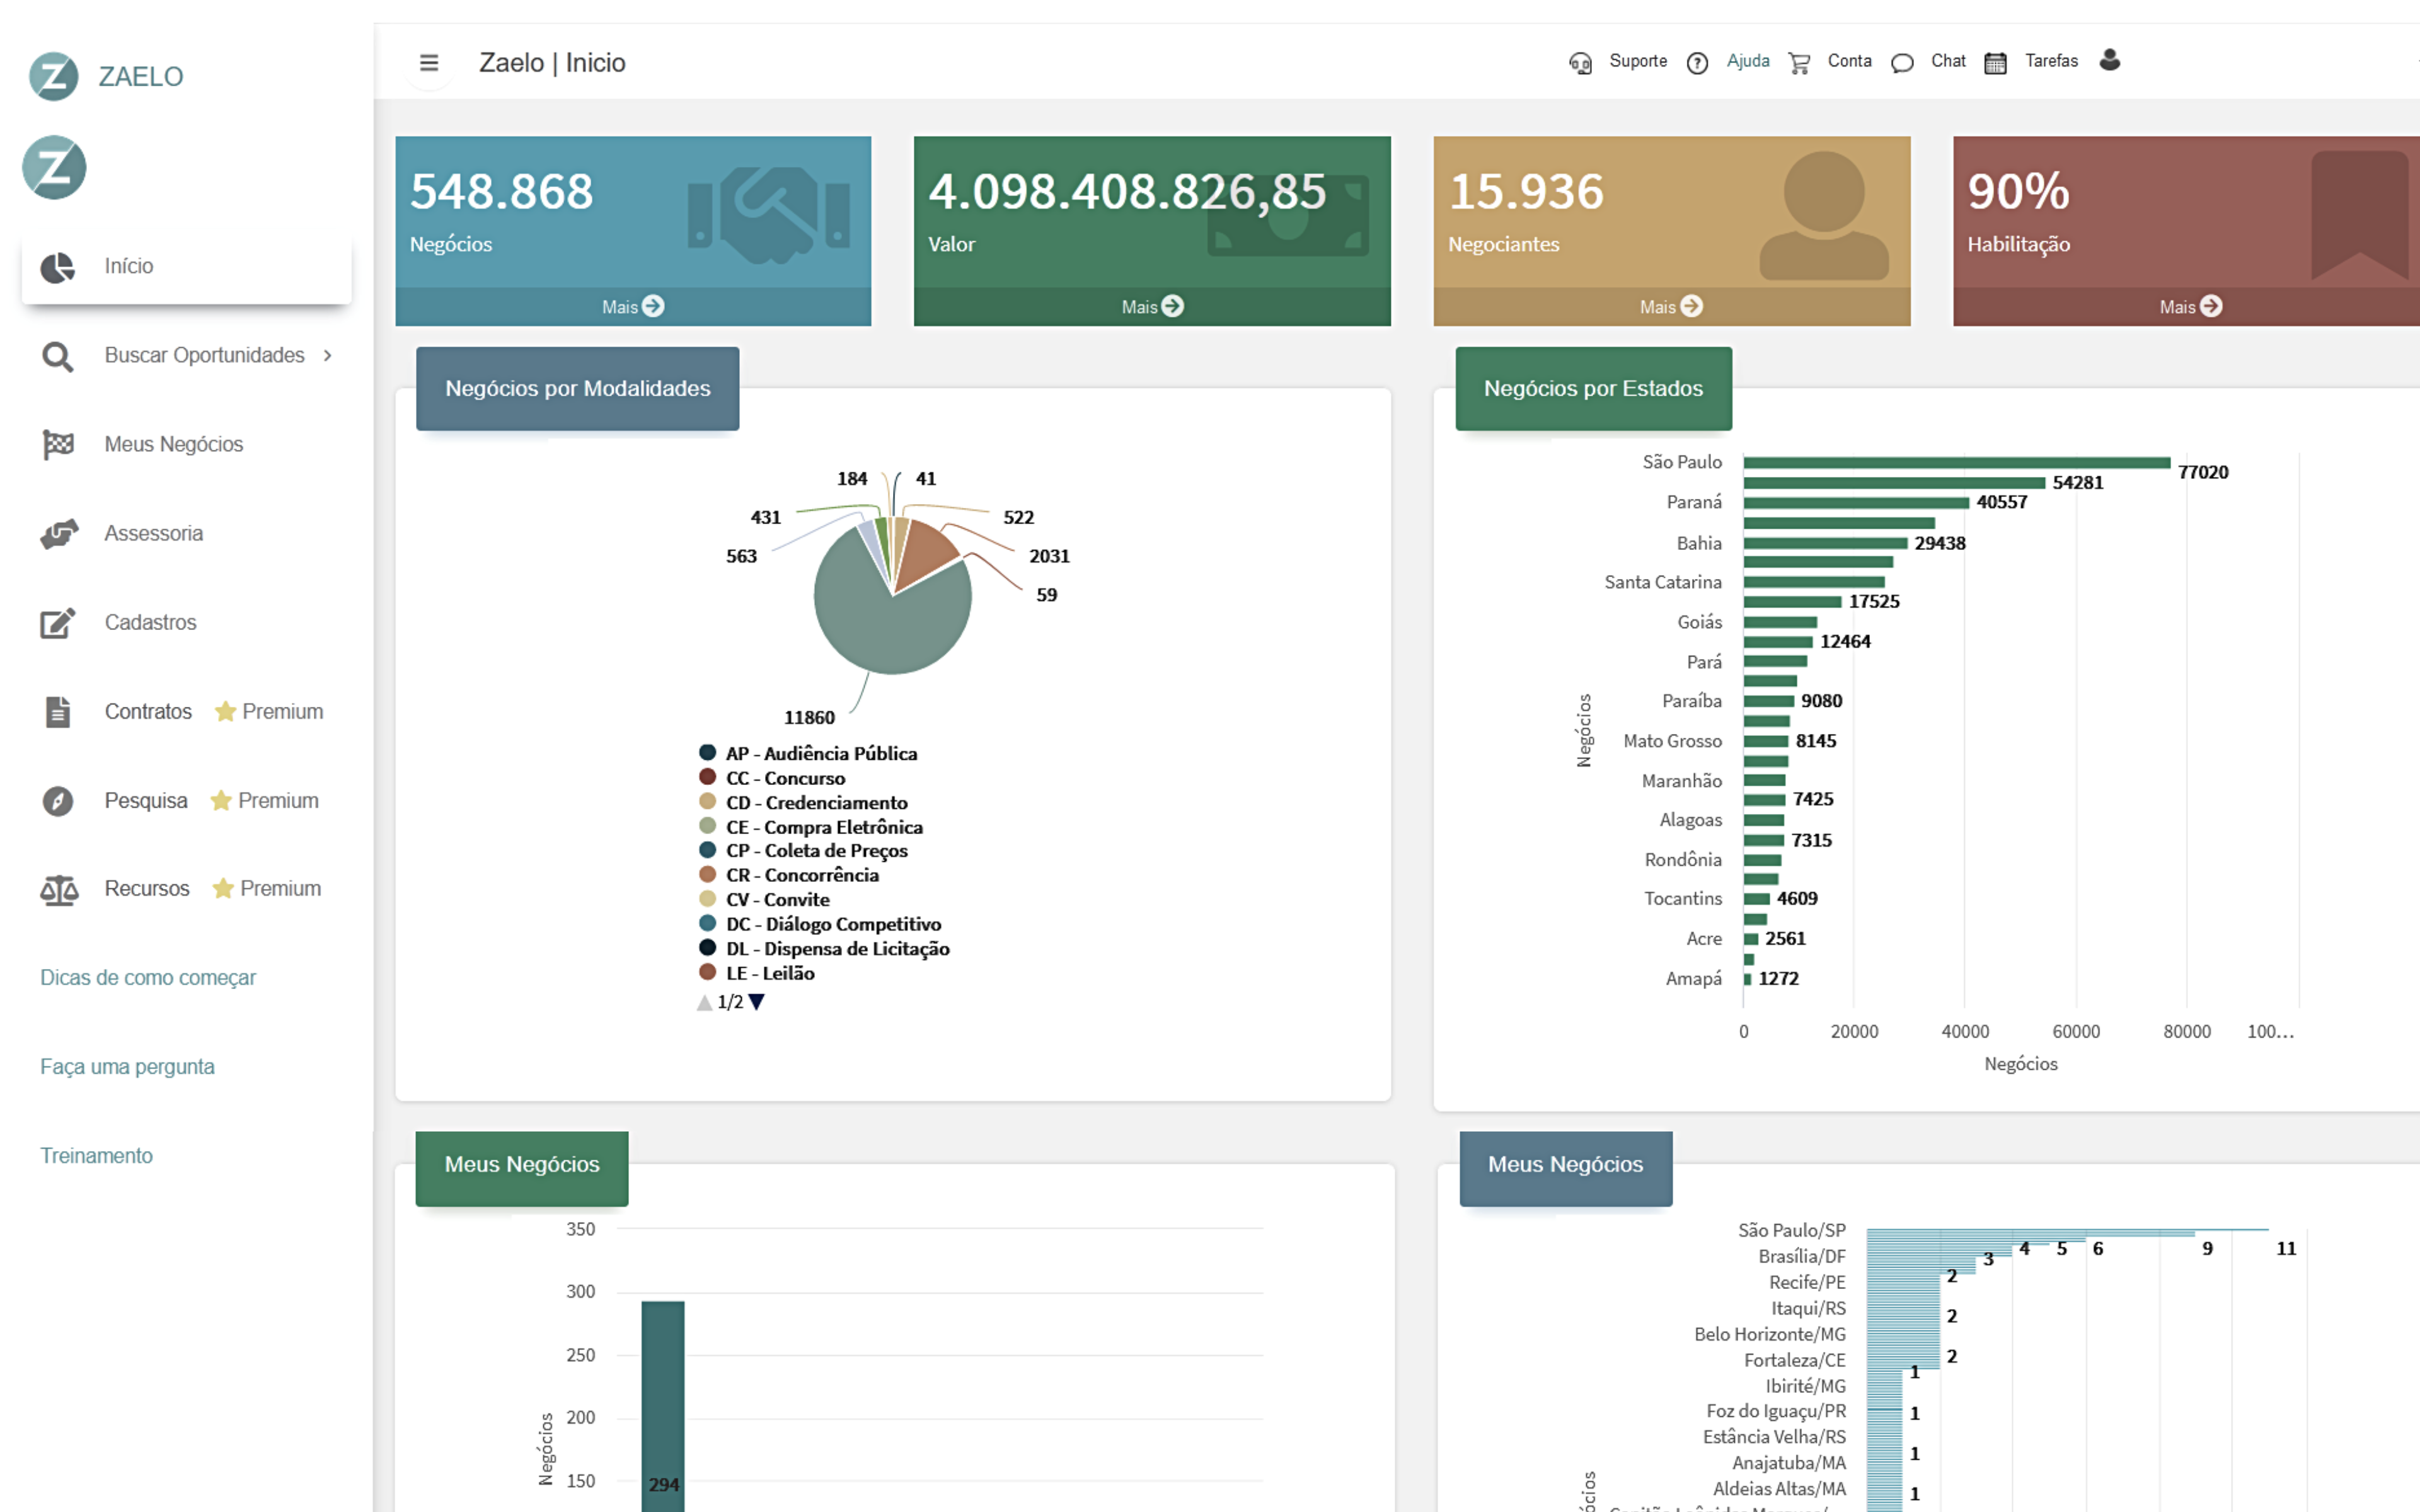 ZAELO
Zaelo | Inicio
Suporte
Ajuda
Conta
Chat
Tarefas
Início
Buscar Oportunidades
Meus Negócios
Assessoria
Cadastros
Contratos Premium
Pesquisa Premium
Recursos Premium
Dicas de como começar
Faça uma pergunta
Treinamento
548.868
Negócios
Mais
4.098.408.826,85
Valor
Mais
15.936
Negociantes
Mais
90%
Habilitação
Mais
Negócios por Modalidades
184
41
431
522
563
2031
59
11860
AP - Audiência Pública
CC - Concurso
CD - Credenciamento
CE - Compra Eletrônica
CP - Coleta de Preços
CR - Concorrência
CV - Convite
DC - Diálogo Competitivo
DL - Dispensa de Licitação
LE - Leilão
1/2
Negócios por Estados
Negócios
São Paulo 77020
54281
Paraná 40557
Bahia 29438
Santa Catarina
17525
Goiás
12464
Pará
Paraíba 9080
Mato Grosso 8145
Maranhão
7425
Alagoas
7315
Rondônia
Tocantins 4609
Acre 2561
Amapá 1272
0 20000 40000 60000 80000 100...
Negócios
Meus Negócios
350
300
250
200
150
Negócios
294
Meus Negócios
São Paulo/SP
Brasília/DF
Recife/PE
Itaqui/RS
Belo Horizonte/MG
Fortaleza/CE
Ibirité/MG
Foz do Iguaçu/PR
Estância Velha/RS
Anajatuba/MA
Aldeias Altas/MA
11
9
6
5
4
3
2
2
2
1
1
1
1